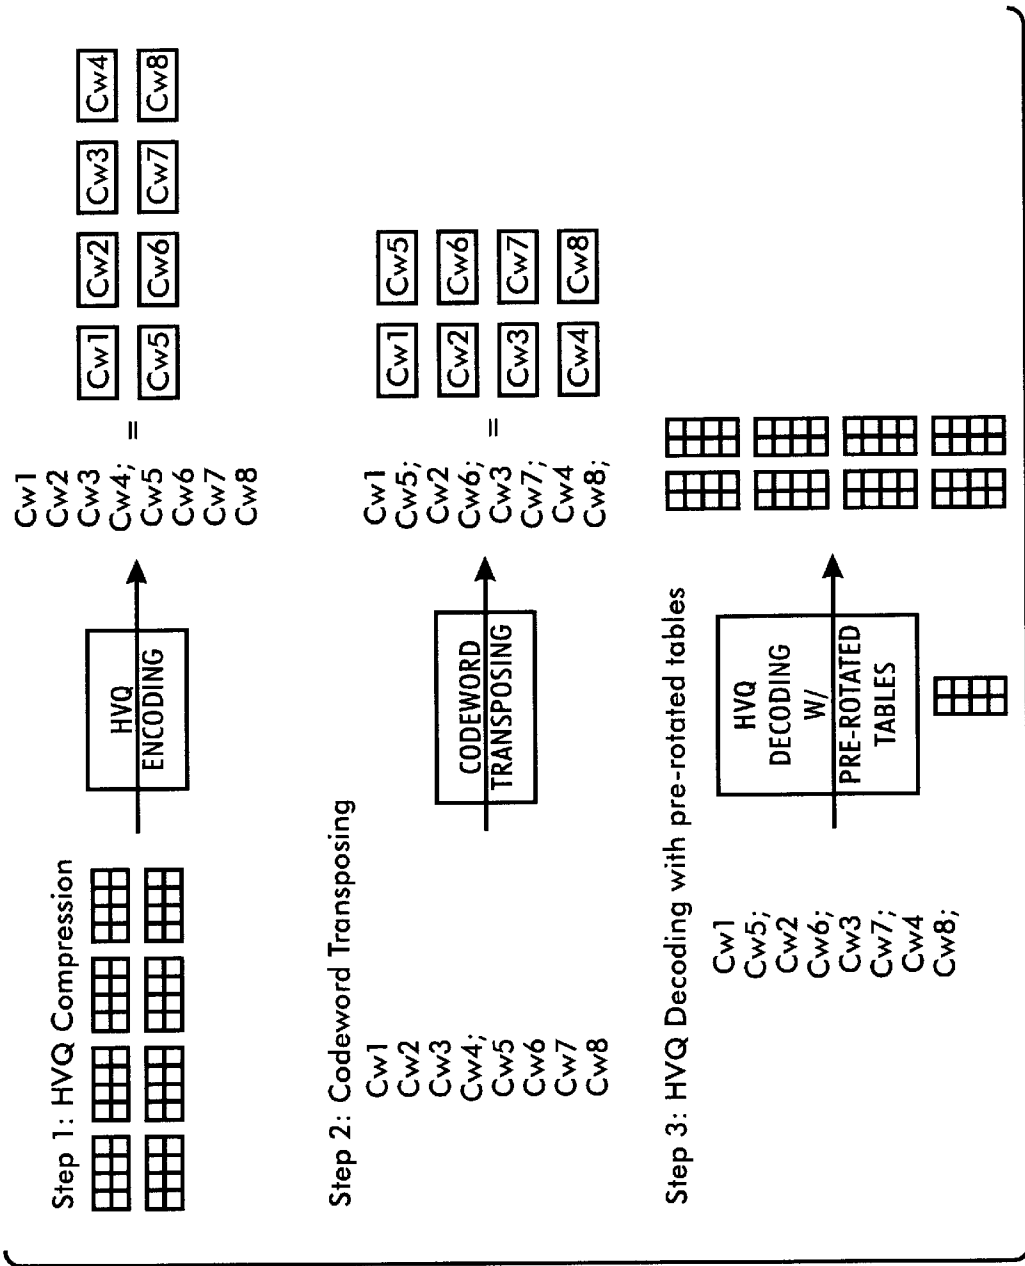 Step 1: HVQ Compression
HVQ
ENCODING
Cw1
Cw2
Cw3
Cw4;
Cw5
Cw6
Cw7
Cw8
=
Cw1 Cw2 Cw3 Cw4
Cw5 Cw6 Cw7 Cw8
Step 2: Codeword Transposing
Cw1
Cw2
Cw3
Cw4;
Cw5
Cw6
Cw7
Cw8
CODEWORD
TRANSPOSING
Cw1
Cw5;
Cw2
Cw6;
Cw3
Cw7;
Cw4
Cw8;
=
Cw1 Cw5
Cw2 Cw6
Cw3 Cw7
Cw4 Cw8
Step 3: HVQ Decoding with pre-rotated tables
Cw1
Cw5;
Cw2
Cw6;
Cw3
Cw7;
Cw4
Cw8;
HVQ
DECODING
W/
PRE-ROTATED
TABLES